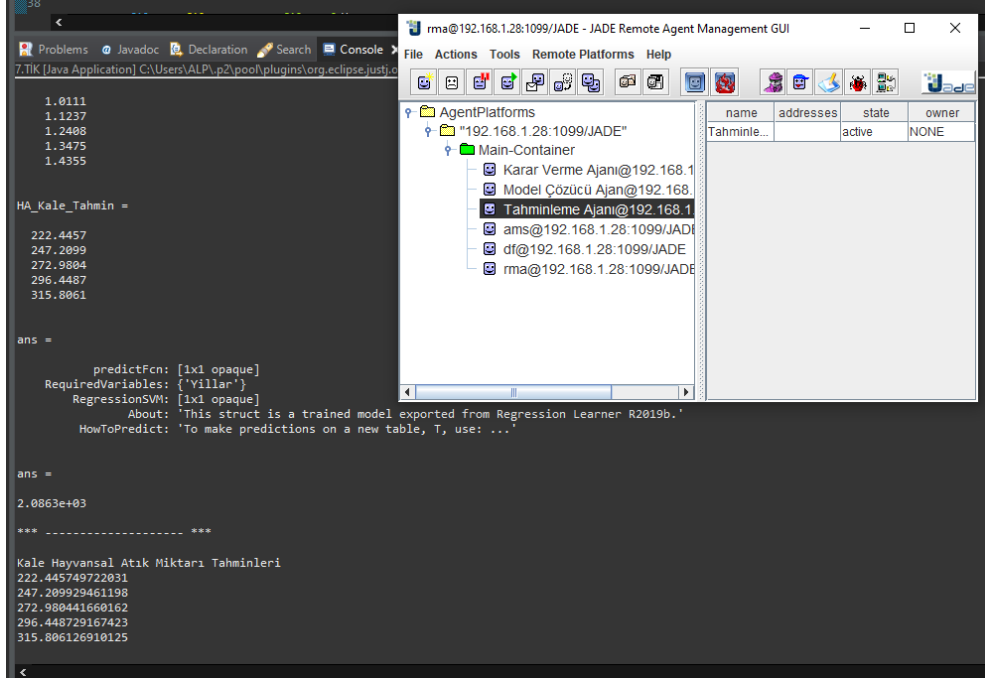 38
Problems @ Javadoc Declaration Search Console
7.TİK [Java Application] C:\Users\ALP\.p2\pool\plugins\org.eclipse.justj.o
1.0111
1.1237
1.2408
1.3475
1.4355
HA_Kale_Tahmin =
222.4457
247.2099
272.9804
296.4487
315.8061
ans =
predictFcn: [1x1 opaque]
RequiredVariables: {'Yillar'}
RegressionSVM: [1x1 opaque]
About: 'This struct is a trained model exported from Regression Learner R2019b.'
HowToPredict: 'To make predictions on a new table, T, use: ...'
ans =
2.0863e+03
*** -------------------- ***
Kale Hayvansal Atık Miktarı Tahminleri
222.445749722031
247.209929461198
272.980441660162
296.448729167423
315.806126910125
rma@192.168.1.28:1099/JADE - JADE Remote Agent Management GUI
File Actions Tools Remote Platforms Help
Jade
AgentPlatforms
"192.168.1.28:1099/JADE"
Main-Container
Karar Verme Ajanı@192.168.1
Model Çözücü Ajan@192.168.
Tahminleme Ajanı@192.168.1.
ams@192.168.1.28:1099/JADE
df@192.168.1.28:1099/JADE
rma@192.168.1.28:1099/JADE
name addresses state owner
Tahminle... active NONE